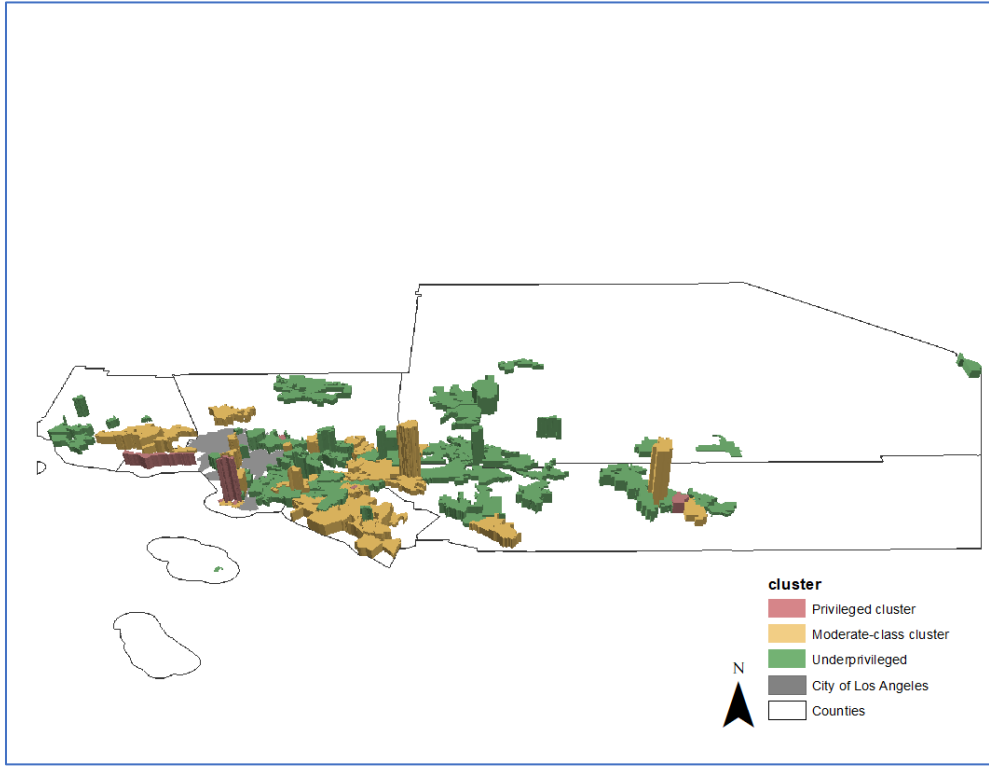 cluster
Privileged cluster
Moderate-class cluster
Underprivileged
City of Los Angeles
Counties
N